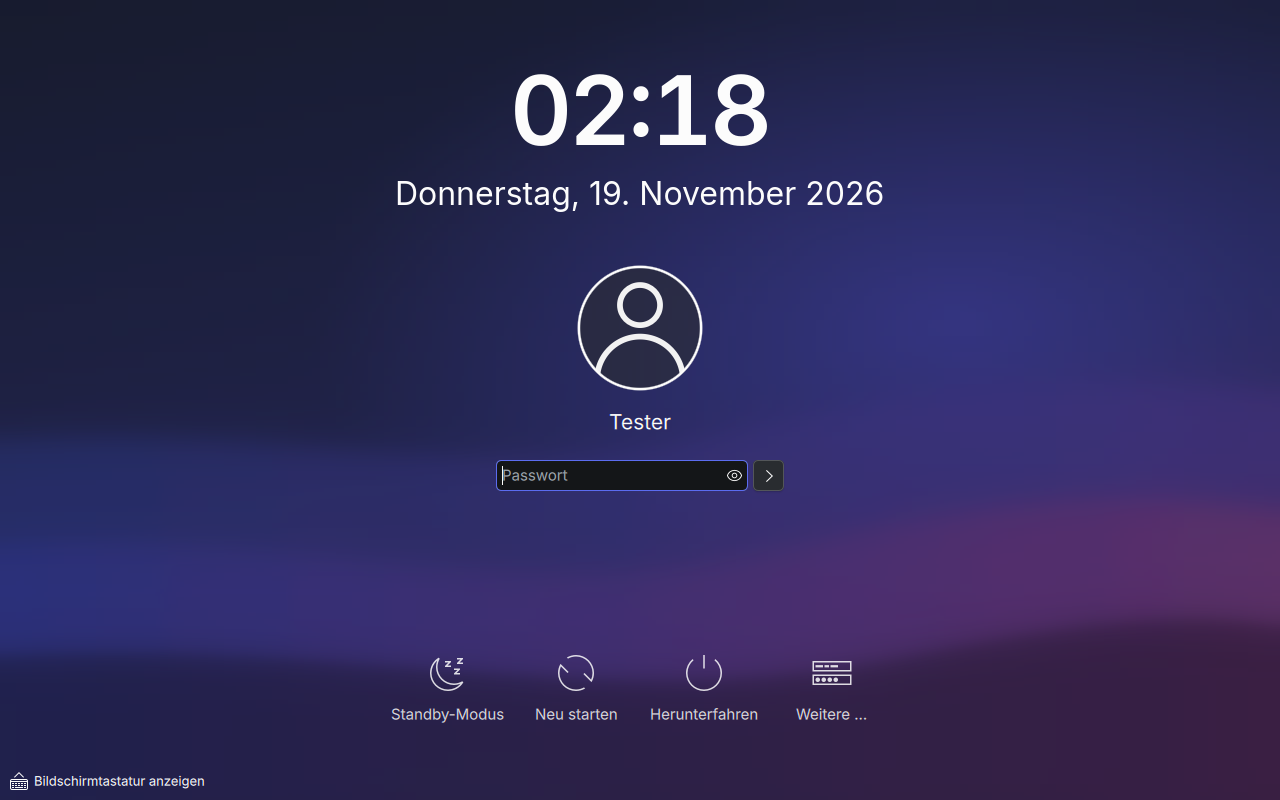 02:18
Donnerstag, 19. November 2026
Tester
Passwort
Standby-Modus
Neu starten
Herunterfahren
Weitere ...
Bildschirmtastatur anzeigen